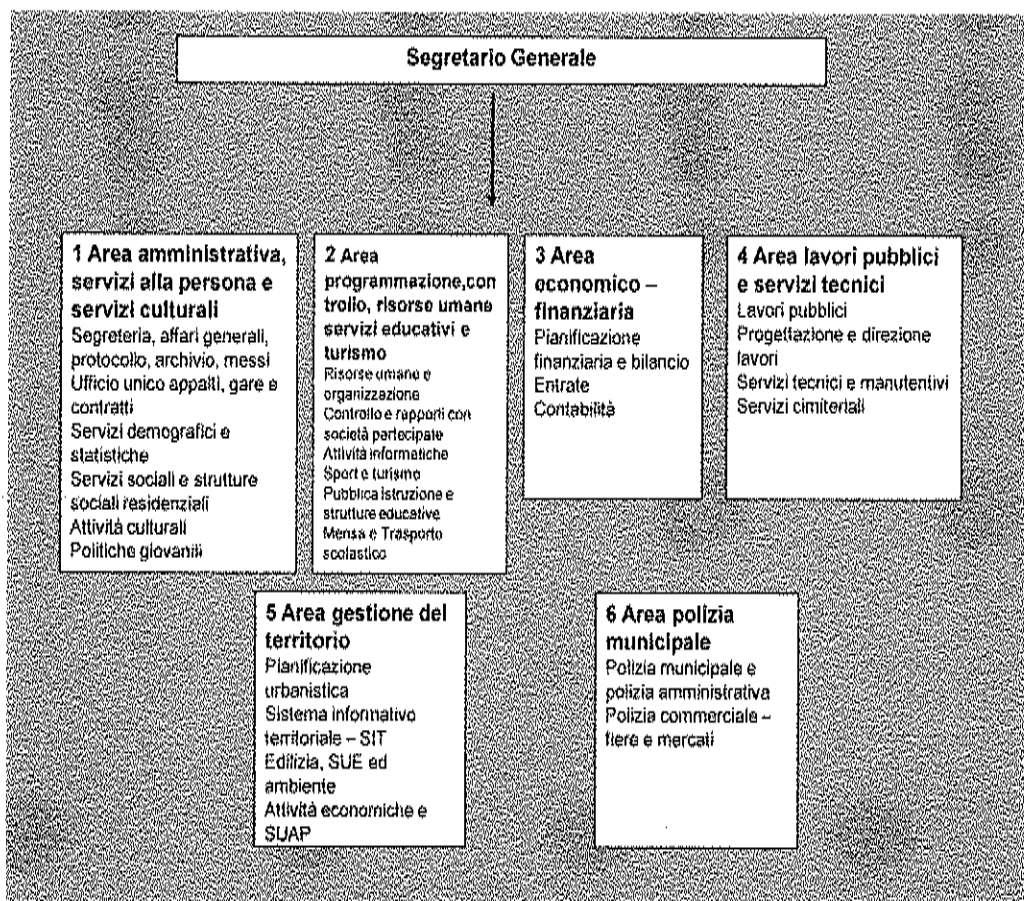 Segretario Generale
1 Area amministrativa,
servizi alla persona e
servizi culturali
Segreteria, affari generali,
protocollo, archivio, messi
Ufficio unico appalti, gare e
contratti
Servizi demografici e
statistiche
Servizi sociali e strutture
sociali residenziali
Attività culturali
Politiche giovanili
2 Area
programmazione,con
trollo, risorse umane
servizi educativi e
turismo
Risorse umane e
organizzazione
Controllo e rapporti con
società partecipate
Attività informatiche
Sport e turismo
Pubblica istruzione e
strutture educative
Mensa e Trasporto
scolastico
3 Area
economico –
finanziaria
Pianificazione
finanziaria e bilancio
Entrate
Contabilità
4 Area lavori pubblici
e servizi tecnici
Lavori pubblici
Progettazione e direzione
lavori
Servizi tecnici e manutentivi
Servizi cimiteriali
5 Area gestione del
territorio
Pianificazione
urbanistica
Sistema informativo
territoriale – SIT
Edilizia, SUE ed
ambiente
Attività economiche e
SUAP
6 Area polizia
municipale
Polizia municipale e
polizia amministrativa
Polizia commerciale –
fiere e mercati